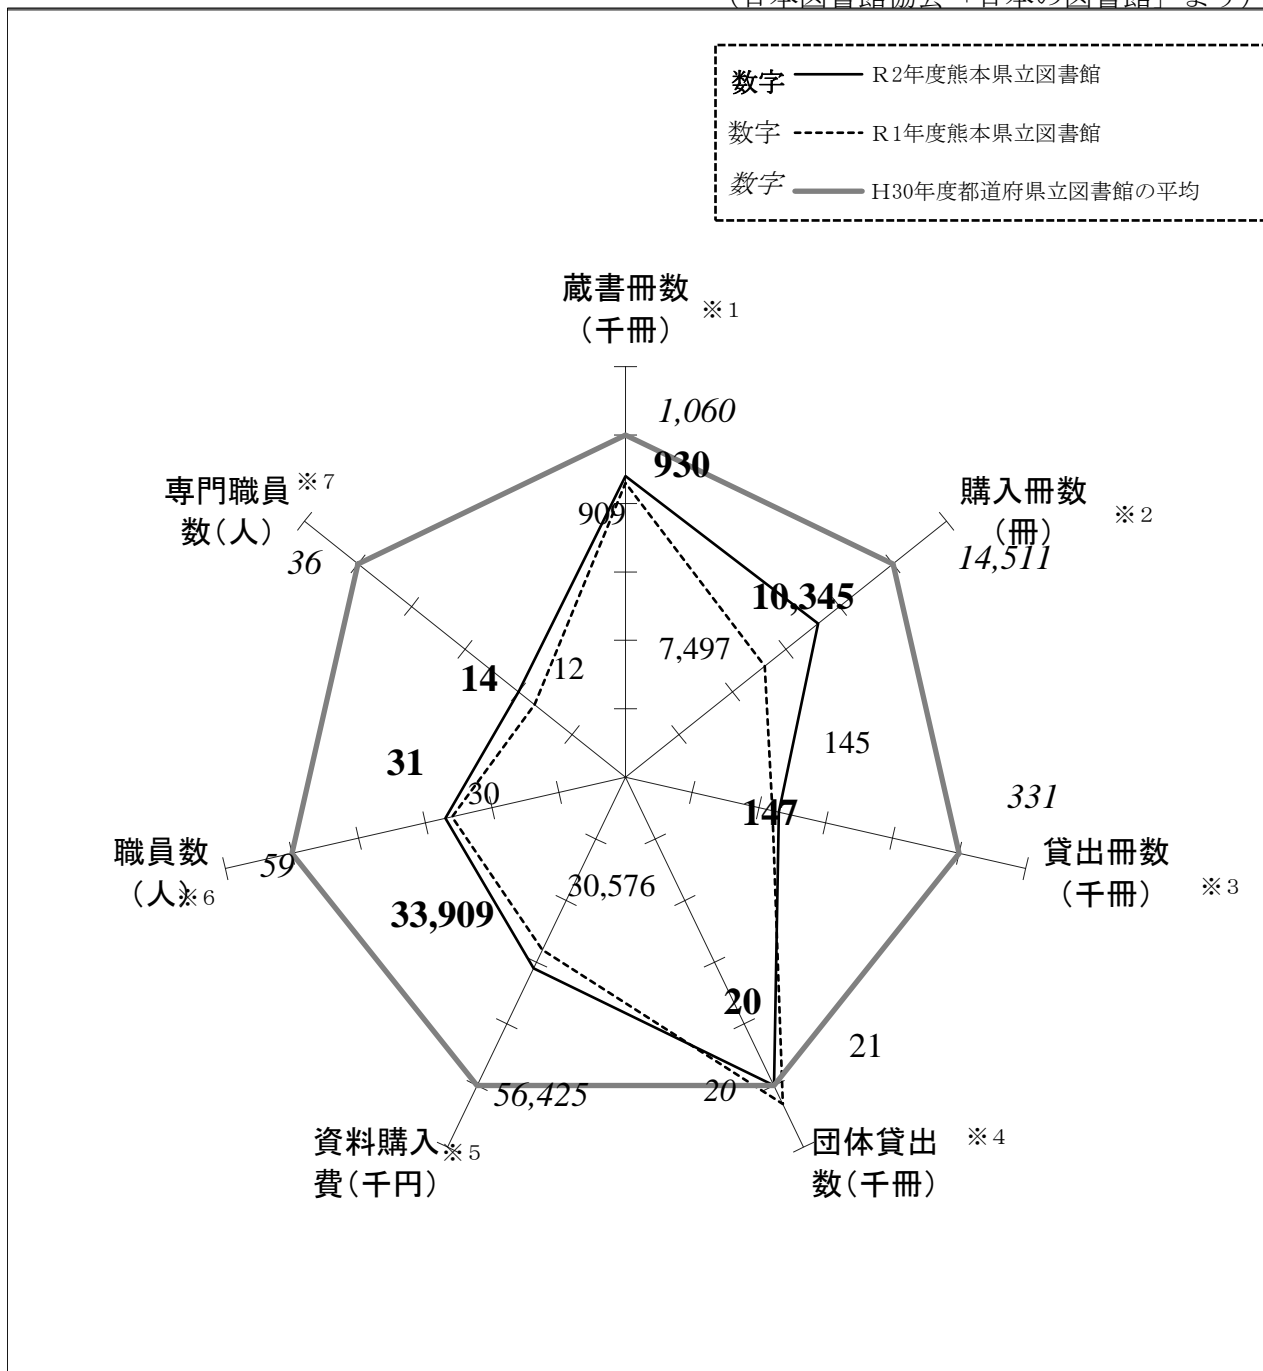 （日本図書館協会「日本の図書館」より）
数字 R2年度熊本県立図書館
数字 R1年度熊本県立図書館
数字 H30年度都道府県立図書館の平均
蔵書冊数
（千冊）
※1
1,060
930
909
専門職員
数（人）
※7
36
購入冊数
（冊）
※2
14,511
10,345
7,497
12
14
145
31
30
147
331
職員数
（人）
※6
59
貸出冊数
（千冊）
※3
30,576
33,909
20
21
56,425
20
資料購入
費（千円）
※5
団体貸出
数（千冊）
※4